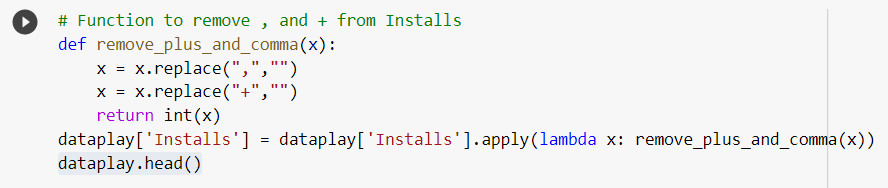 # Function to remove , and + from Installs
def remove_plus_and_comma(x):
    x = x.replace(",","")
    x = x.replace("+","")
    return int(x)
dataplay['Installs'] = dataplay['Installs'].apply(lambda x: remove_plus_and_comma(x))
dataplay.head()